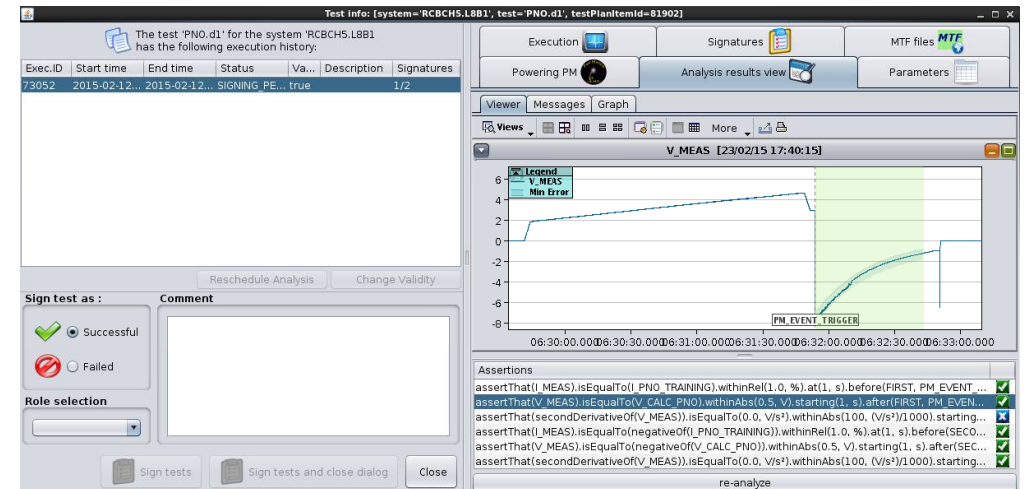 Test info: [system='RCBCH5.L8B1', test='PNO.d1', testPlanItemId=81902]
The test 'PNO.d1' for the system 'RCBCH5.L8B1
has the following execution history:
Exec.ID Start time End time Status Va... Description Signatures
73052 2015-02-12... 2015-02-12... SIGNING_PE... true 1/2
Reschedule Analysis Change Validity
Sign test as :
Successful
Failed
Role selection
Comment
Sign tests Sign tests and close dialog Close
Execution Signatures MTF files MTF
Powering PM Analysis results view Parameters
Viewer Messages Graph
Views More
V_MEAS [23/02/15 17:40:15]
Legend
V_MEAS
Min Error
6
4
2
0
-2
-4
-6
-8
PM_EVENT_TRIGGER
06:30:00.000 06:30:30.000 06:31:00.000 06:31:30.000 06:32:00.000 06:32:30.000 06:33:00.000
Assertions
assertThat(I_MEAS).isEqualTo(I_PNO_TRAINING).withinRel(1.0, %).at(1, s).before(FIRST, PM_EVENT_...
assertThat(V_MEAS).isEqualTo(V_CALC_PNO).withinAbs(0.5, V).starting(1, s).after(FIRST, PM_EVEN...
assertThat(secondDerivativeOf(V_MEAS)).isEqualTo(0.0, V/s²).withinAbs(100, (V/s²)/1000).starting...
assertThat(I_MEAS).isEqualTo(negativeOf(I_PNO_TRAINING)).withinRel(1.0, %).at(1, s).before(SECO...
assertThat(V_MEAS).isEqualTo(negativeOf(V_CALC_PNO)).withinAbs(0.5, V).starting(1, s).after(SEC...
assertThat(secondDerivativeOf(V_MEAS)).isEqualTo(0.0, V/s²).withinAbs(100, (V/s²)/1000).starting...
re-analyze